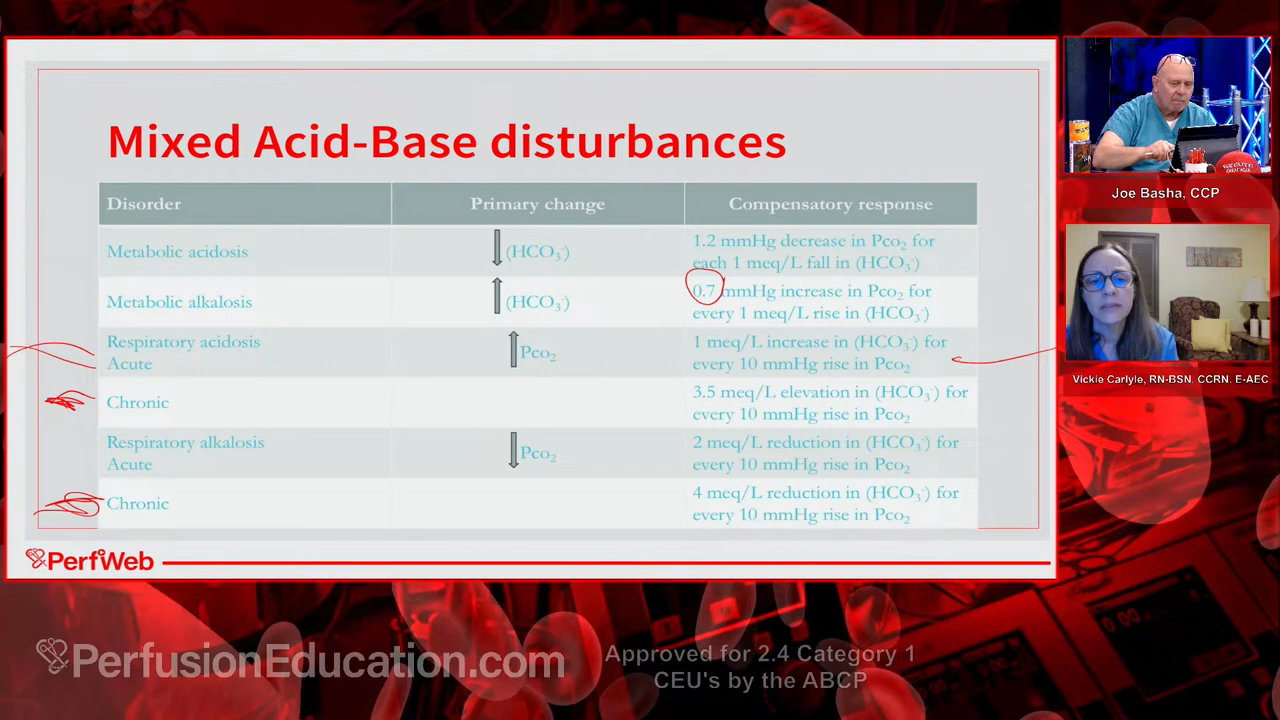 Mixed Acid-Base disturbances
Disorder
Primary change
Compensatory response
Metabolic acidosis
(HCO₃⁻)
1.2 mmHg decrease in Pco₂ for
each 1 meq/L fall in (HCO₃⁻)
Metabolic alkalosis
(HCO₃⁻)
0.7 mmHg increase in Pco₂ for
every 1 meq/L rise in (HCO₃⁻)
Respiratory acidosis
Acute
Pco₂
1 meq/L increase in (HCO₃⁻) for
every 10 mmHg rise in Pco₂
Chronic
3.5 meq/L elevation in (HCO₃⁻) for
every 10 mmHg rise in Pco₂
Respiratory alkalosis
Acute
Pco₂
2 meq/L reduction in (HCO₃⁻) for
every 10 mmHg rise in Pco₂
Chronic
4 meq/L reduction in (HCO₃⁻) for
every 10 mmHg rise in Pco₂
PerfWeb
Joe Basha, CCP
Vickie Carlyle, RN-BSN, CCRN, E-AEC
PerfusionEducation.com
Approved for 2.4 Category 1
CEU's by the ABCP
0.00